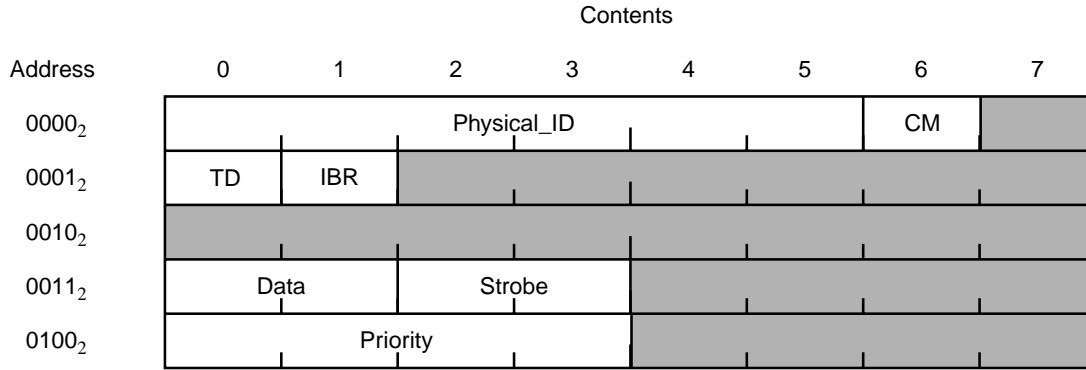 Contents
Address 0 1 2 3 4 5 6 7
0000₂ Physical_ID CM
0001₂ TD IBR
0010₂
0011₂ Data Strobe
0100₂ Priority